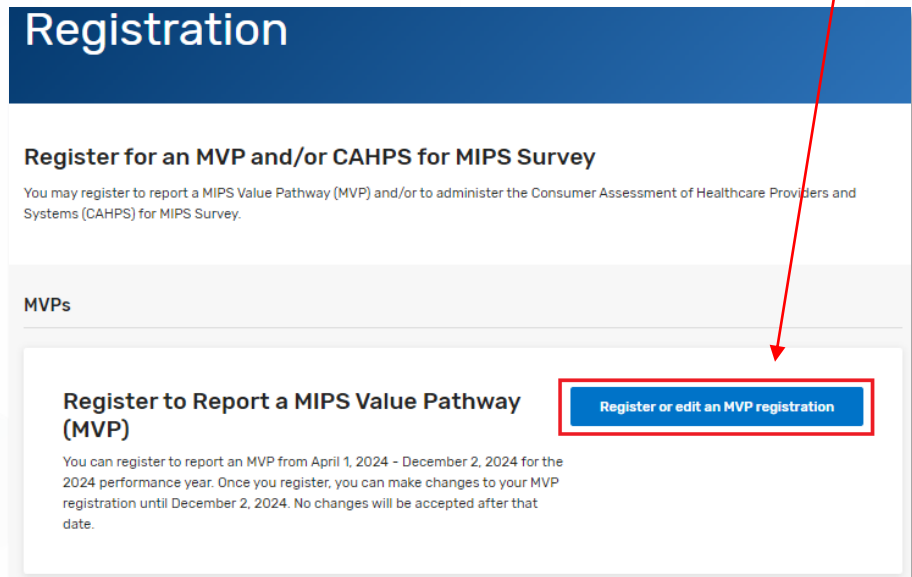 Registration
Register for an MVP and/or CAHPS for MIPS Survey
You may register to report a MIPS Value Pathway (MVP) and/or to administer the Consumer Assessment of Healthcare Providers and
Systems (CAHPS) for MIPS Survey.
MVPs
Register to Report a MIPS Value Pathway
(MVP)
Register or edit an MVP registration
You can register to report an MVP from April 1, 2024 - December 2, 2024 for the
2024 performance year. Once you register, you can make changes to your MVP
registration until December 2, 2024. No changes will be accepted after that
date.